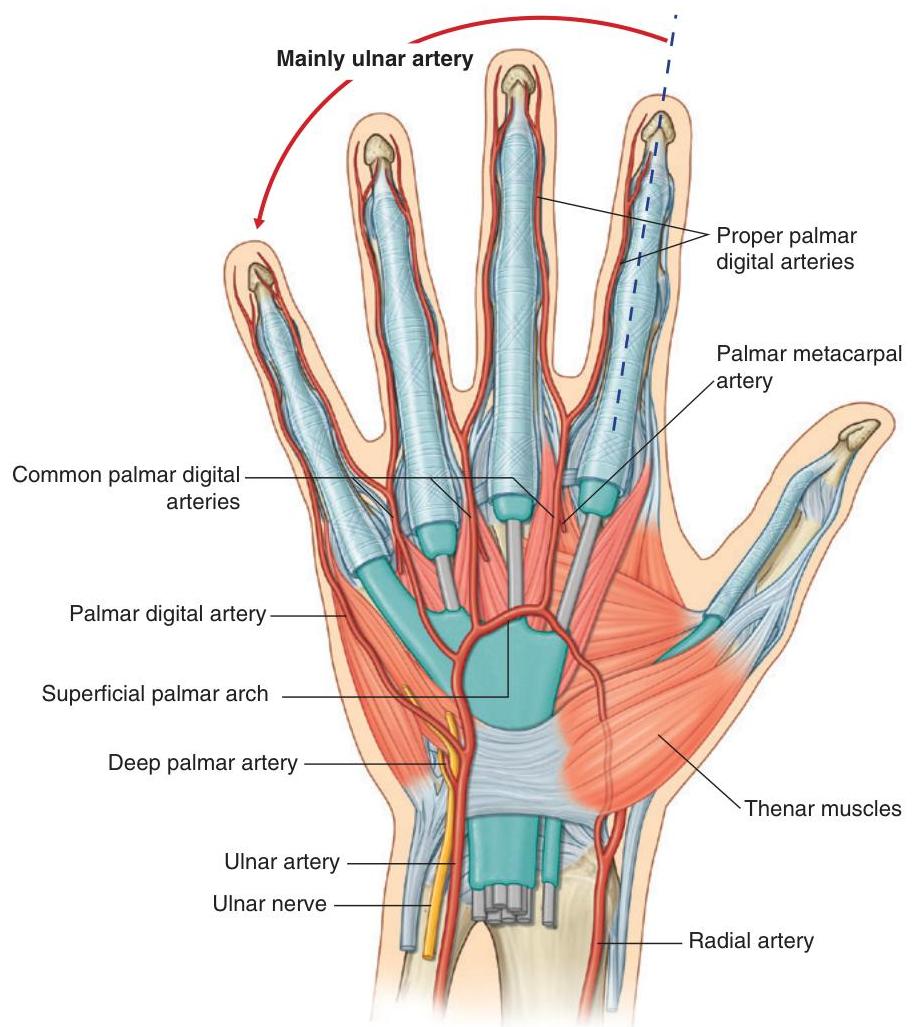 Mainly ulnar artery
Proper palmar
digital arteries
Palmar metacarpal
artery
Common palmar digital
arteries
Palmar digital artery
Superficial palmar arch
Deep palmar artery
Thenar muscles
Ulnar artery
Ulnar nerve
Radial artery